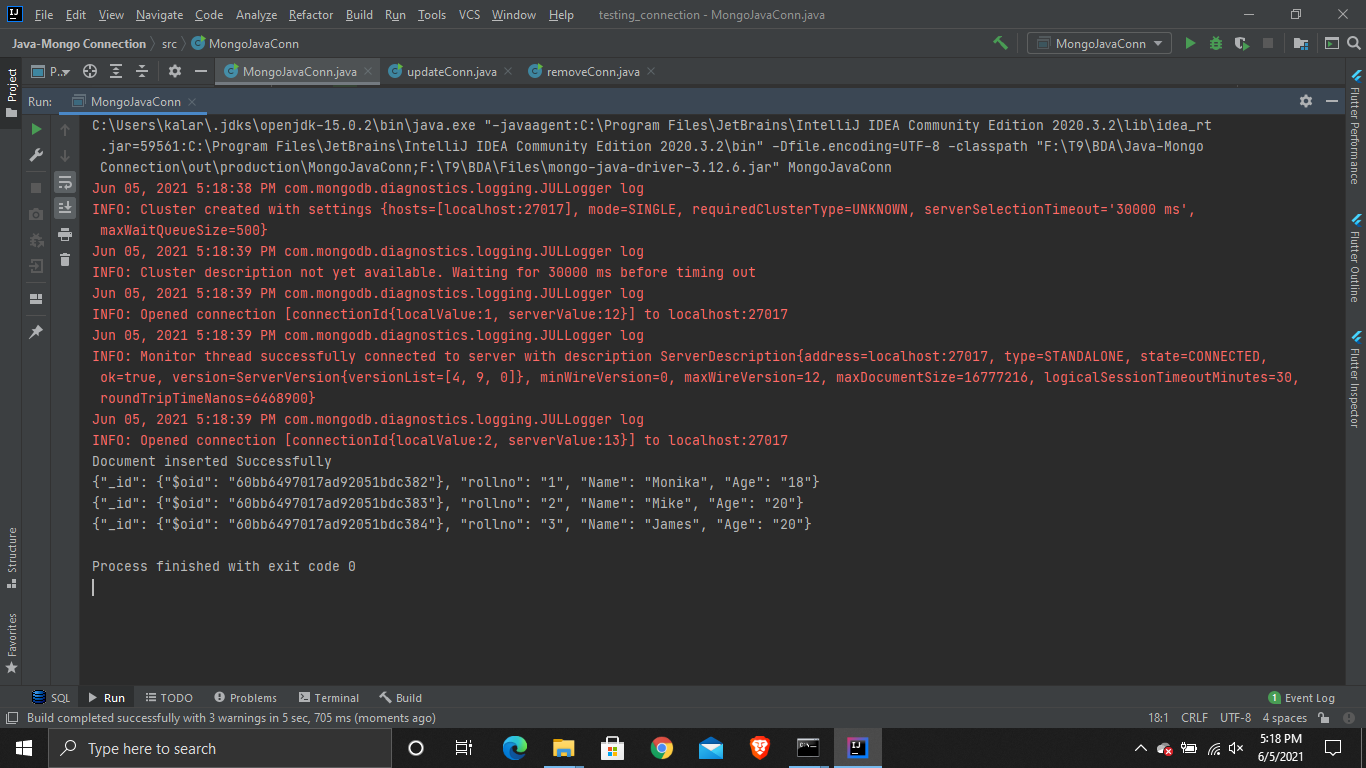 File Edit View Navigate Code Analyze Refactor Build Run Tools VCS Window Help testing_connection - MongoJavaConn.java
Java-Mongo Connection src MongoJavaConn MongoJavaConn
Project P.. MongoJavaConn.java updateConn.java removeConn.java
Run: MongoJavaConn
C:\Users\kalar\.jdks\openjdk-15.0.2\bin\java.exe "-javaagent:C:\Program Files\JetBrains\IntelliJ IDEA Community Edition 2020.3.2\lib\idea_rt
.jar=59561:C:\Program Files\JetBrains\IntelliJ IDEA Community Edition 2020.3.2\bin" -Dfile.encoding=UTF-8 -classpath "F:\T9\BDA\Java-Mongo
Connection\out\production\MongoJavaConn;F:\T9\BDA\Files\mongo-java-driver-3.12.6.jar" MongoJavaConn
Jun 05, 2021 5:18:38 PM com.mongodb.diagnostics.logging.JULLogger log
INFO: Cluster created with settings {hosts=[localhost:27017], mode=SINGLE, requiredClusterType=UNKNOWN, serverSelectionTimeout='30000 ms',
maxWaitQueueSize=500}
Jun 05, 2021 5:18:39 PM com.mongodb.diagnostics.logging.JULLogger log
INFO: Cluster description not yet available. Waiting for 30000 ms before timing out
Jun 05, 2021 5:18:39 PM com.mongodb.diagnostics.logging.JULLogger log
INFO: Opened connection [connectionId{localValue:1, serverValue:12}] to localhost:27017
Jun 05, 2021 5:18:39 PM com.mongodb.diagnostics.logging.JULLogger log
INFO: Monitor thread successfully connected to server with description ServerDescription{address=localhost:27017, type=STANDALONE, state=CONNECTED,
ok=true, version=ServerVersion{versionList=[4, 9, 0]}, minWireVersion=0, maxWireVersion=12, maxDocumentSize=16777216, logicalSessionTimeoutMinutes=30,
roundTripTimeNanos=6468900}
Jun 05, 2021 5:18:39 PM com.mongodb.diagnostics.logging.JULLogger log
INFO: Opened connection [connectionId{localValue:2, serverValue:13}] to localhost:27017
Document inserted Successfully
{"_id": {"$oid": "60bb6497017ad92051bdc382"}, "rollno": "1", "Name": "Monika", "Age": "18"}
{"_id": {"$oid": "60bb6497017ad92051bdc383"}, "rollno": "2", "Name": "Mike", "Age": "20"}
{"_id": {"$oid": "60bb6497017ad92051bdc384"}, "rollno": "3", "Name": "James", "Age": "20"}
Process finished with exit code 0
Structure
Favorites
Flutter Performance
Flutter Outline
Flutter Inspector
SQL Run TODO Problems Terminal Build 1 Event Log
Build completed successfully with 3 warnings in 5 sec, 705 ms (moments ago) 18:1 CRLF UTF-8 4 spaces
Type here to search
5:18 PM
6/5/2021